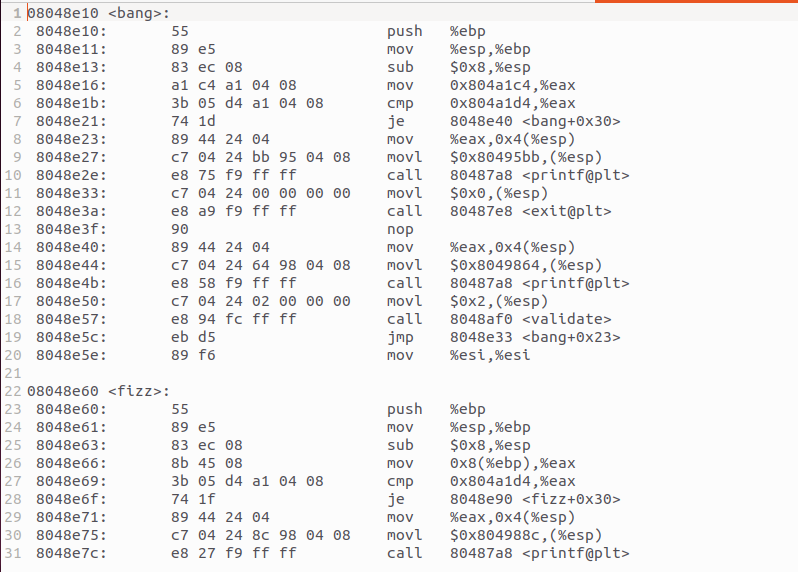 1 08048e10 <bang>:
2 8048e10: 55 push %ebp
3 8048e11: 89 e5 mov %esp,%ebp
4 8048e13: 83 ec 08 sub $0x8,%esp
5 8048e16: a1 c4 a1 04 08 mov 0x804a1c4,%eax
6 8048e1b: 3b 05 d4 a1 04 08 cmp 0x804a1d4,%eax
7 8048e21: 74 1d je 8048e40 <bang+0x30>
8 8048e23: 89 44 24 04 mov %eax,0x4(%esp)
9 8048e27: c7 04 24 bb 95 04 08 movl $0x80495bb,(%esp)
10 8048e2e: e8 75 f9 ff ff call 80487a8 <printf@plt>
11 8048e33: c7 04 24 00 00 00 00 movl $0x0,(%esp)
12 8048e3a: e8 a9 f9 ff ff call 80487e8 <exit@plt>
13 8048e3f: 90 nop
14 8048e40: 89 44 24 04 mov %eax,0x4(%esp)
15 8048e44: c7 04 24 64 98 04 08 movl $0x8049864,(%esp)
16 8048e4b: e8 58 f9 ff ff call 80487a8 <printf@plt>
17 8048e50: c7 04 24 02 00 00 00 movl $0x2,(%esp)
18 8048e57: e8 94 fc ff ff call 8048af0 <validate>
19 8048e5c: eb d5 jmp 8048e33 <bang+0x23>
20 8048e5e: 89 f6 mov %esi,%esi
21
22 08048e60 <fizz>:
23 8048e60: 55 push %ebp
24 8048e61: 89 e5 mov %esp,%ebp
25 8048e63: 83 ec 08 sub $0x8,%esp
26 8048e66: 8b 45 08 mov 0x8(%ebp),%eax
27 8048e69: 3b 05 d4 a1 04 08 cmp 0x804a1d4,%eax
28 8048e6f: 74 1f je 8048e90 <fizz+0x30>
29 8048e71: 89 44 24 04 mov %eax,0x4(%esp)
30 8048e75: c7 04 24 8c 98 04 08 movl $0x804988c,(%esp)
31 8048e7c: e8 27 f9 ff ff call 80487a8 <printf@plt>